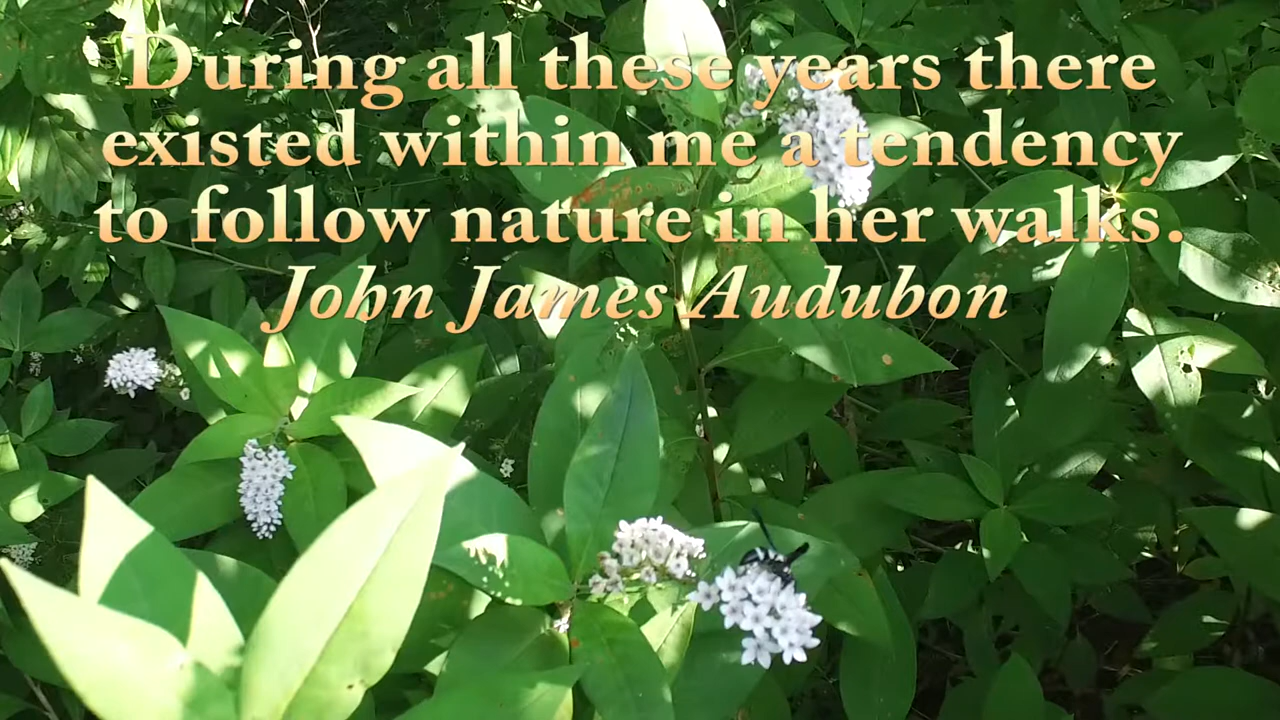 During all these years there
existed within me a tendency
to follow nature in her walks.
John James Audubon